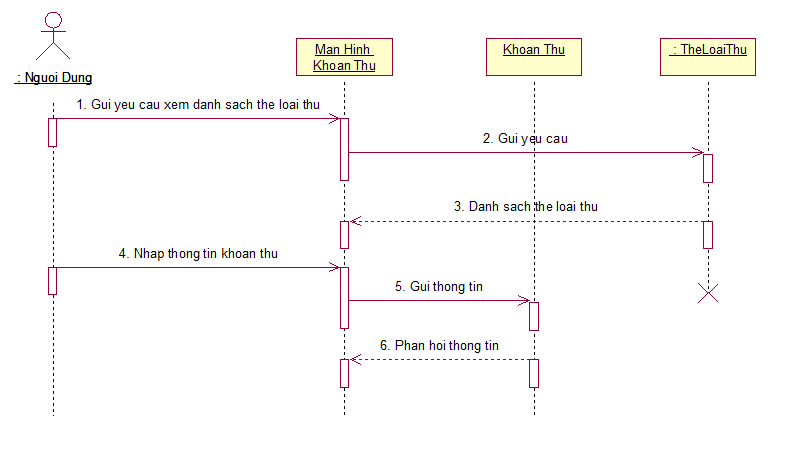 : Nguoi Dung
Man Hinh
Khoan Thu
Khoan Thu
: TheLoaiThu
1. Gui yeu cau xem danh sach the loai thu
2. Gui yeu cau
3. Danh sach the loai thu
4. Nhap thong tin khoan thu
5. Gui thong tin
6. Phan hoi thong tin